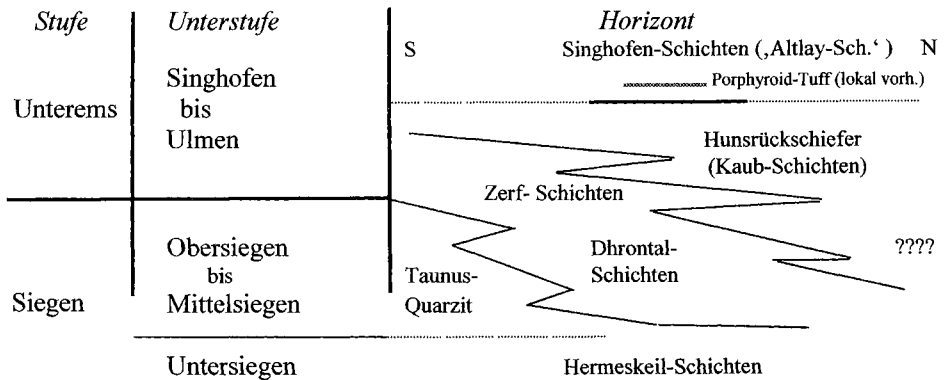 Stufe Unterstufe Horizont
S Singhofen-Schichten (‚Altlay-Sch.‘ ) N
Singhofen
Porphyroid-Tuff (lokal vorh.)
Unterems bis
Ulmen
Hunsrückschiefer
(Kaub-Schichten)
Zerf- Schichten
Obersiegen
bis
Mittelsiegen
Siegen
Taunus-
Quarzit
Dhrontal-
Schichten
????
Untersiegen Hermeskeil-Schichten